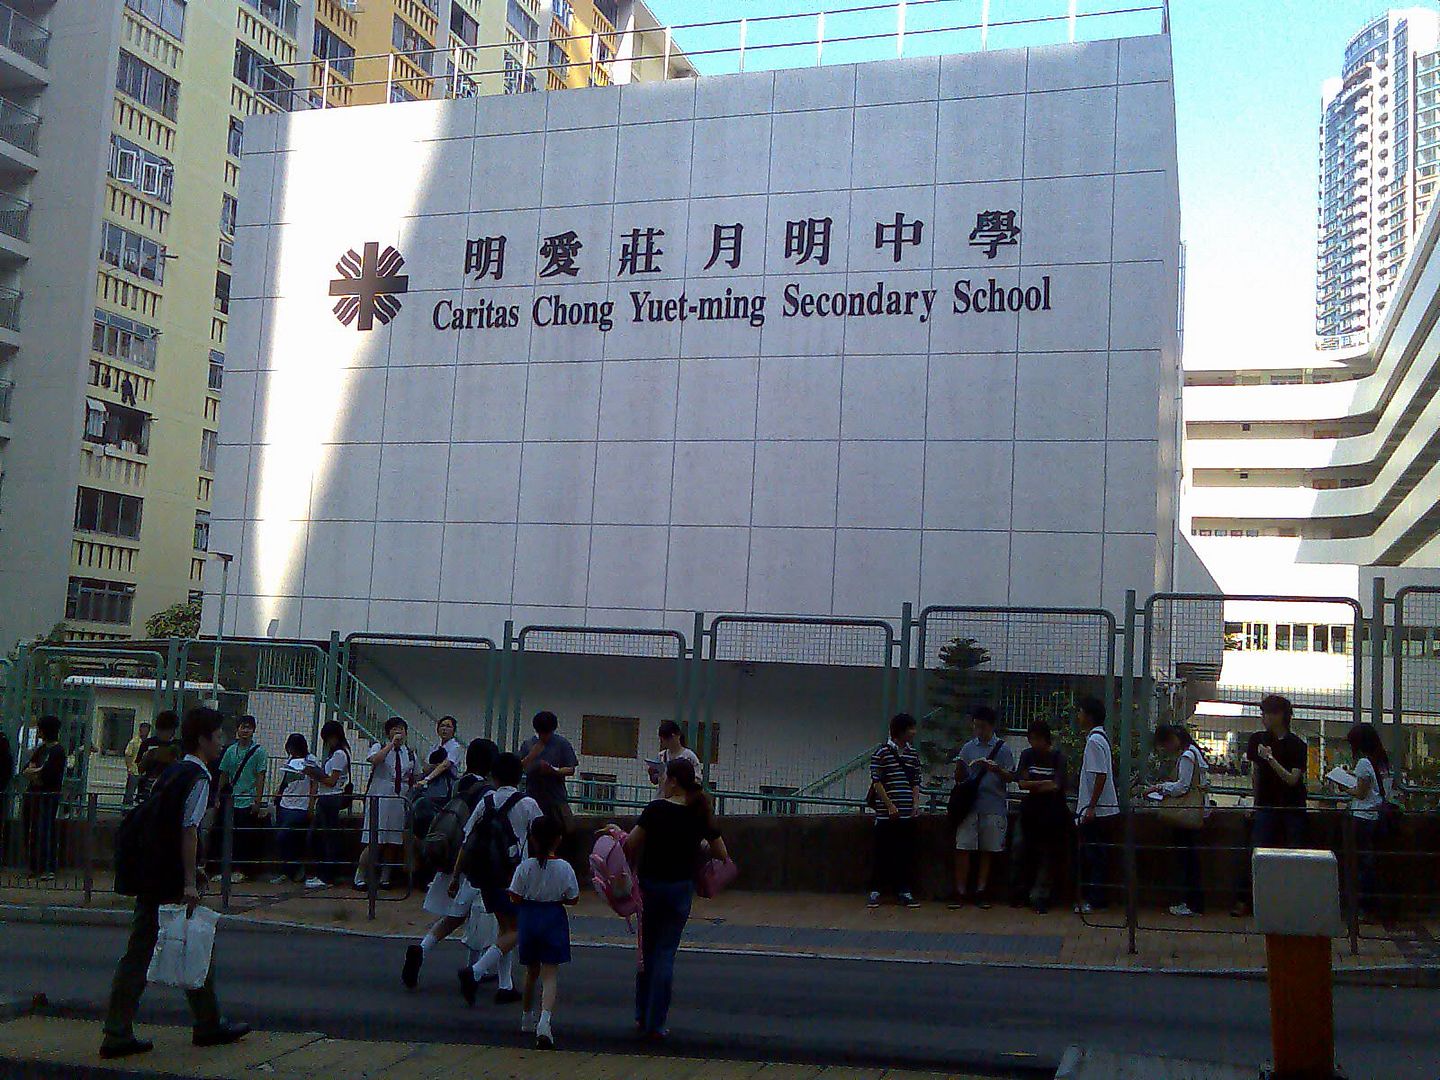 明愛莊月明中學
Caritas Chong Yuet-ming Secondary School